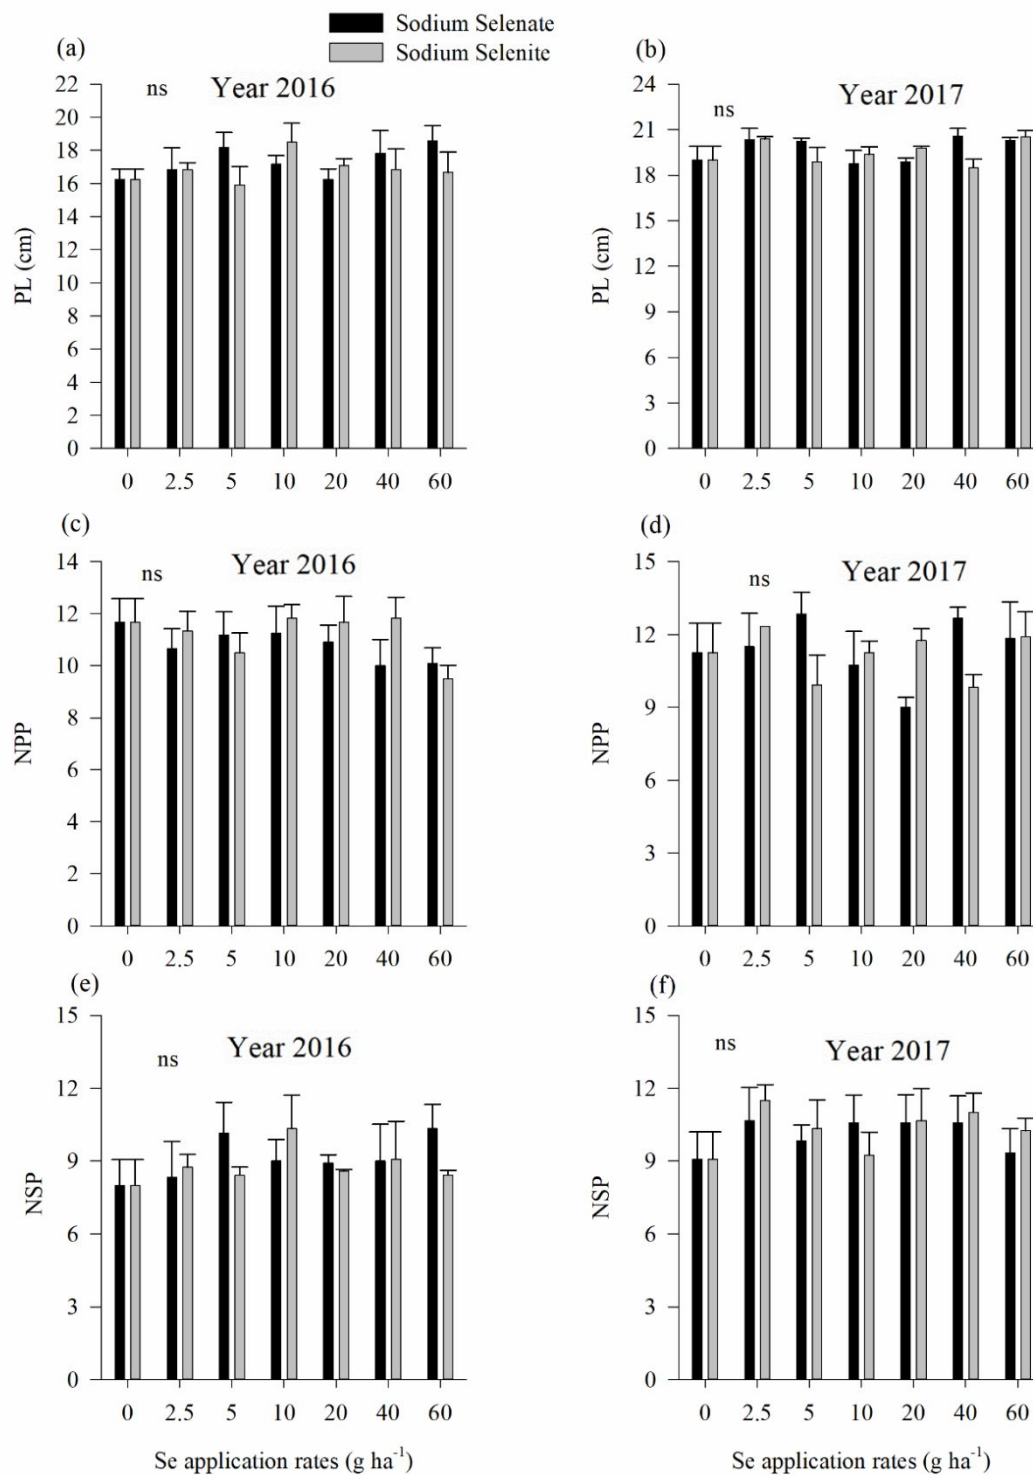 Sodium Selenate
Sodium Selenite
(a)
ns Year 2016
PL (cm)
22
20
18
16
14
12
10
8
6
4
2
0
0 2.5 5 10 20 40 60
(b)
ns Year 2017
PL (cm)
24
21
18
15
12
9
6
3
0
0 2.5 5 10 20 40 60
(c)
ns Year 2016
NPP
14
12
10
8
6
4
2
0
0 2.5 5 10 20 40 60
(d)
ns Year 2017
NPP
15
12
9
6
3
0
0 2.5 5 10 20 40 60
(e)
ns Year 2016
NSP
15
12
9
6
3
0
0 2.5 5 10 20 40 60
Se application rates (g ha⁻¹)
(f)
ns Year 2017
NSP
15
12
9
6
3
0
0 2.5 5 10 20 40 60
Se application rates (g ha⁻¹)